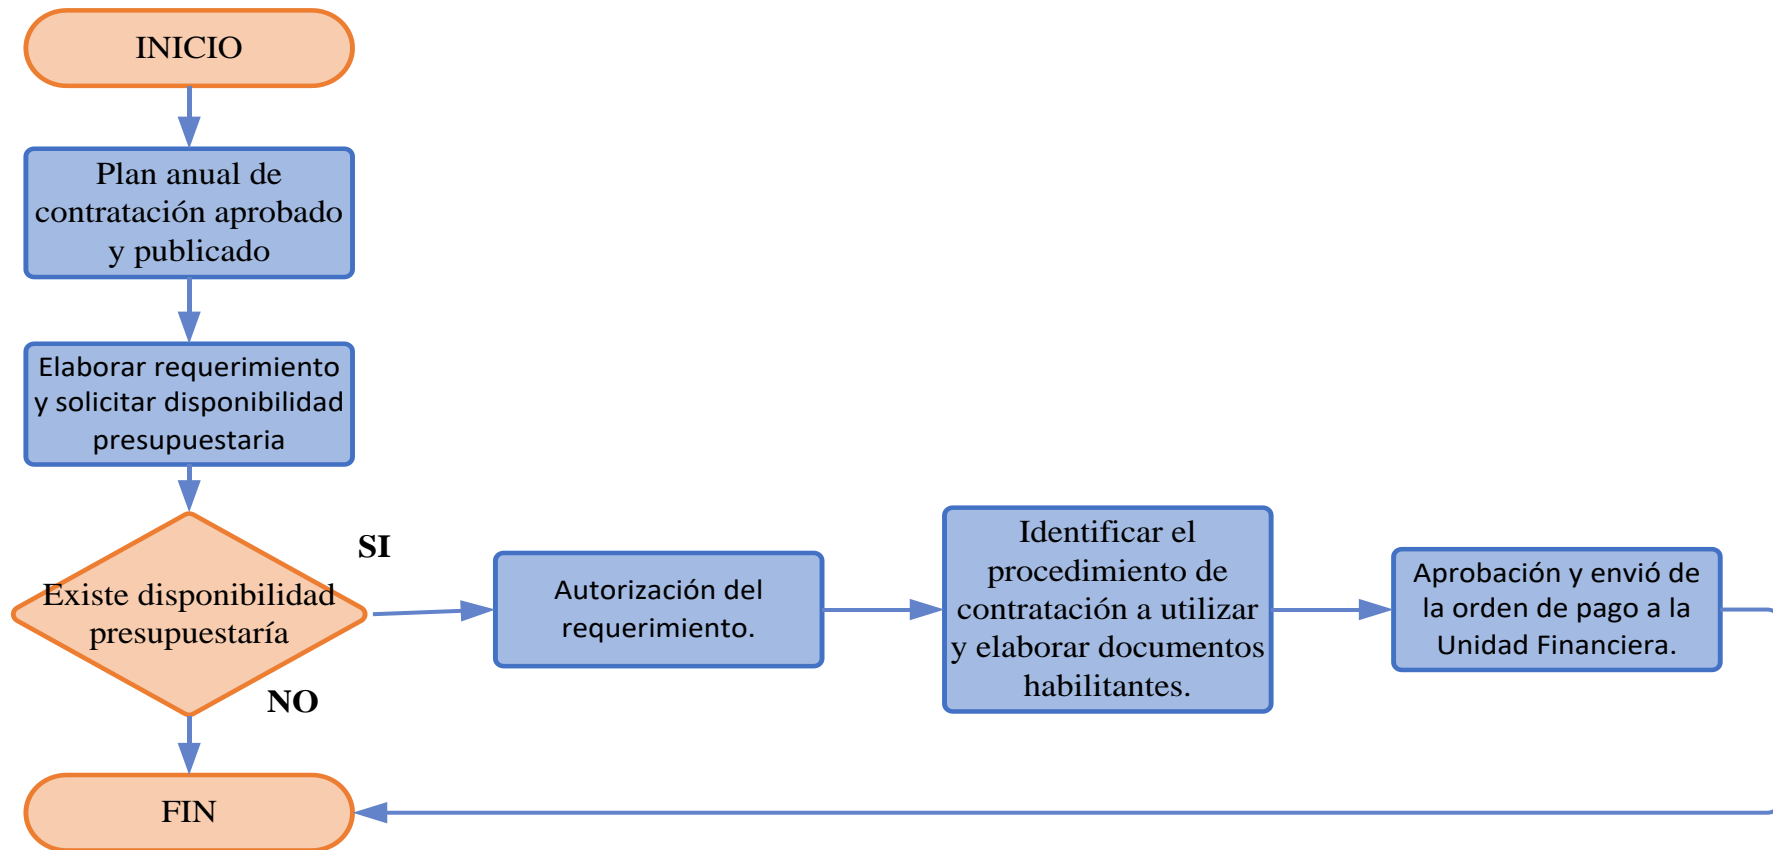 INICIO
Plan anual de
contratación aprobado
y publicado
Elaborar requerimiento
y solicitar disponibilidad
presupuestaria
Existe disponibilidad
presupuestaría
SI
NO
Autorización del
requerimiento.
Identificar el
procedimiento de
contratación a utilizar
y elaborar documentos
habilitantes.
Aprobación y envió de
la orden de pago a la
Unidad Financiera.
FIN